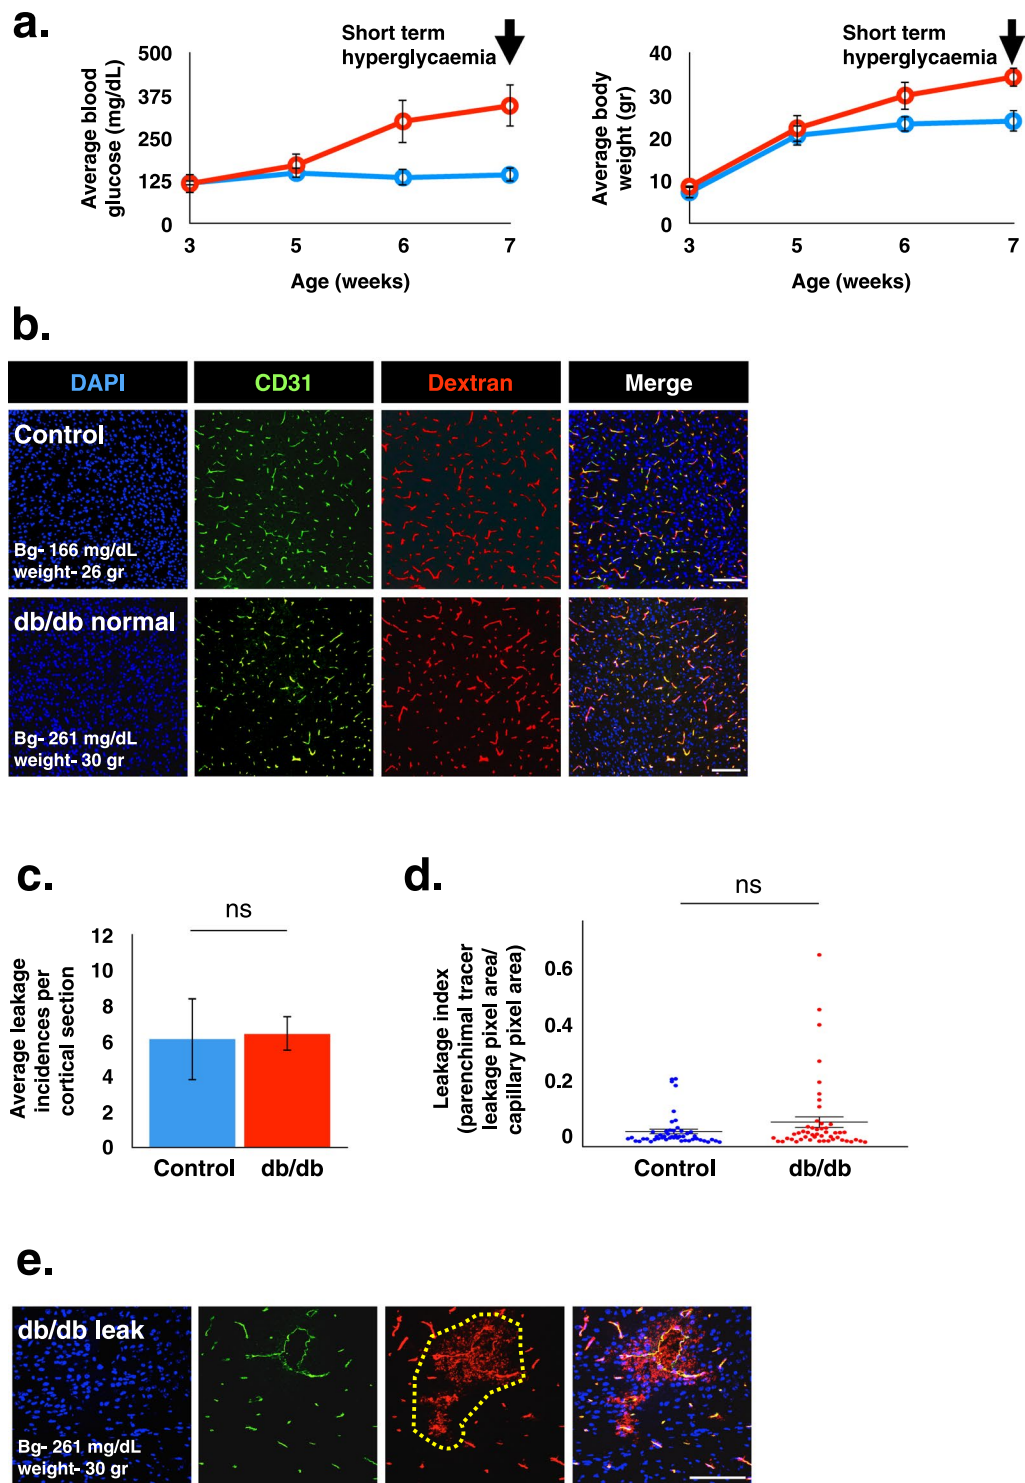 a.
Short term
hyperglycaemia
Average blood
glucose (mg/dL)
500
375
250
125
0
3
5
6
7
Age (weeks)
Short term
hyperglycaemia
Average body
weight (gr)
40
30
20
10
0
3
5
6
7
Age (weeks)
b.
DAPI
CD31
Dextran
Merge
Control
Bg- 166 mg/dL
weight- 26 gr
db/db normal
Bg- 261 mg/dL
weight- 30 gr
c.
ns
Average leakage
incidences per
cortical section
12
10
8
6
4
2
0
Control
db/db
d.
ns
Leakage index
(parenchimal tracer
leakage pixel area/
capillary pixel area)
0.6
0.4
0.2
0
Control
db/db
e.
db/db leak
Bg- 261 mg/dL
weight- 30 gr